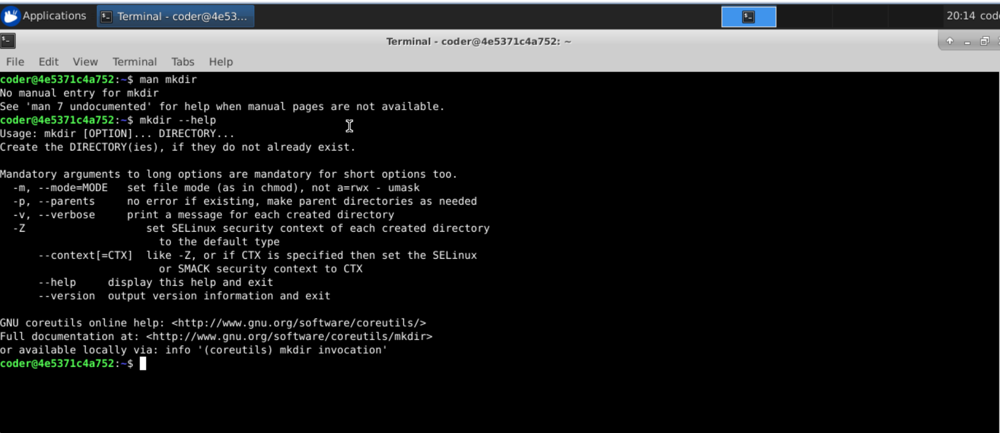 Applications
Terminal - coder@4e53...
20:14 cod
Terminal - coder@4e5371c4a752: ~
File Edit View Terminal Tabs Help
coder@4e5371c4a752:~$ man mkdir
No manual entry for mkdir
See 'man 7 undocumented' for help when manual pages are not available.
coder@4e5371c4a752:~$ mkdir --help
Usage: mkdir [OPTION]... DIRECTORY...
Create the DIRECTORY(ies), if they do not already exist.

Mandatory arguments to long options are mandatory for short options too.
  -m, --mode=MODE   set file mode (as in chmod), not a=rwx - umask
  -p, --parents     no error if existing, make parent directories as needed
  -v, --verbose     print a message for each created directory
  -Z                   set SELinux security context of each created directory
                         to the default type
      --context[=CTX]  like -Z, or if CTX is specified then set the SELinux
                         or SMACK security context to CTX
      --help     display this help and exit
      --version  output version information and exit

GNU coreutils online help: <http://www.gnu.org/software/coreutils/>
Full documentation at: <http://www.gnu.org/software/coreutils/mkdir>
or available locally via: info '(coreutils) mkdir invocation'
coder@4e5371c4a752:~$